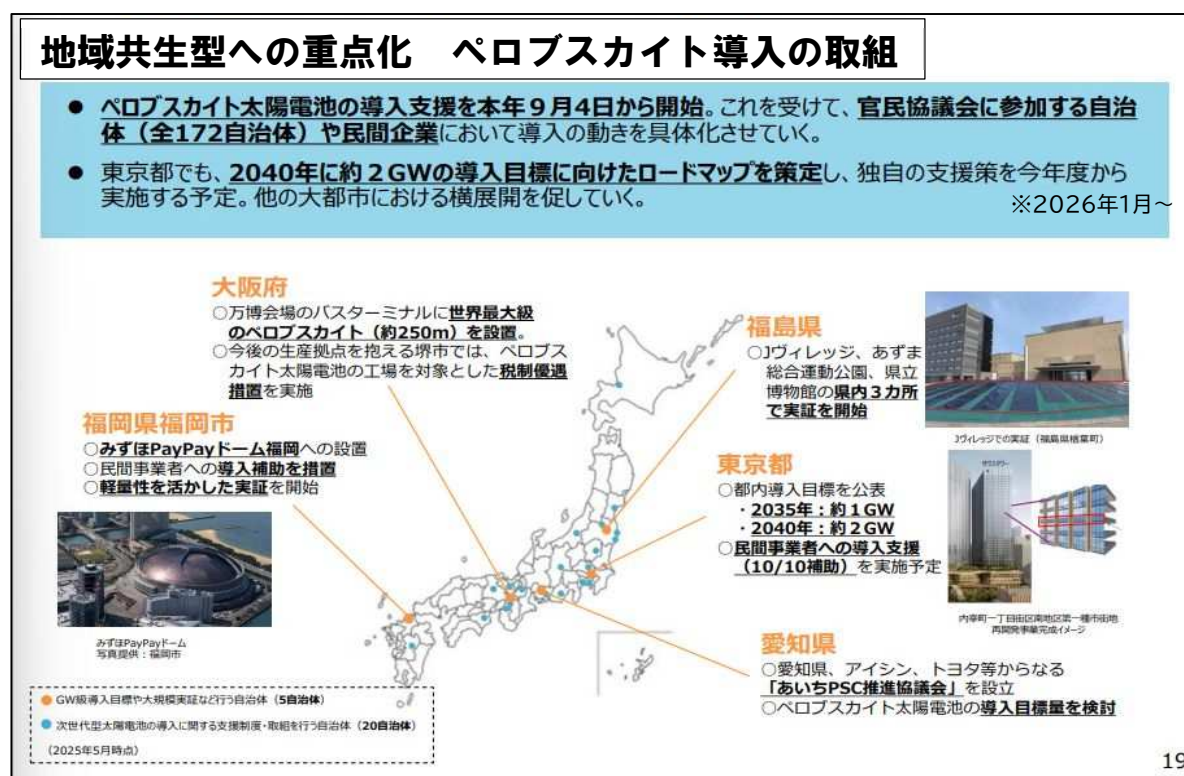 地域共生型への重点化　ペロブスカイト導入の取組
● ペロブスカイト太陽電池の導入支援を本年９月4日から開始。これを受けて、官民協議会に参加する自治
体（全172自治体）や民間企業において導入の動きを具体化させていく。
● 東京都でも、2040年に約２GWの導入目標に向けたロードマップを策定し、独自の支援策を今年度から
実施する予定。他の大都市における横展開を促していく。
※2026年1月～
大阪府
○万博会場のバスターミナルに世界最大級
のペロブスカイト（約250m）を設置。
○今後の生産拠点を抱える堺市では、ペロブス
カイト太陽電池の工場を対象とした税制優遇
措置を実施
福島県
○Jヴィレッジ、あずま
総合運動公園、県立
博物館の県内３カ所
で実証を開始
Jヴィレッジでの実証（福島県楢葉町）
福岡県福岡市
○みずほPayPayドーム福岡への設置
○民間事業者への導入補助を措置
○軽量性を活かした実証を開始
みずほPayPayドーム
写真提供：福岡市
東京都
○都内導入目標を公表
・2035年：約１GW
・2040年：約２GW
○民間事業者への導入支援
（10/10補助）を実施予定
サウスタワー
内幸町一丁目街区南地区第一種市街地
再開発事業完成イメージ
愛知県
○愛知県、アイシン、トヨタ等からなる
「あいちPSC推進協議会」を設立
○ペロブスカイト太陽電池の導入目標量を検討
● GW級導入目標や大規模実証など行う自治体（5自治体）
● 次世代型太陽電池の導入に関する支援制度・取組を行う自治体（20自治体）
（2025年5月時点）
19